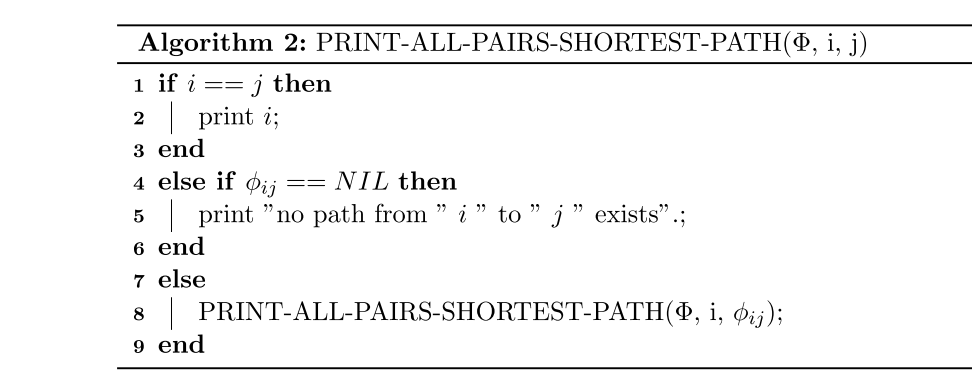 Algorithm 2: PRINT-ALL-PAIRS-SHORTEST-PATH(Φ, i, j)
1 if i == j then
2 print i;
3 end
4 else if ϕij == NIL then
5 print ”no path from ” i ” to ” j ” exists”.;
6 end
7 else
8 PRINT-ALL-PAIRS-SHORTEST-PATH(Φ, i, ϕij);
9 end